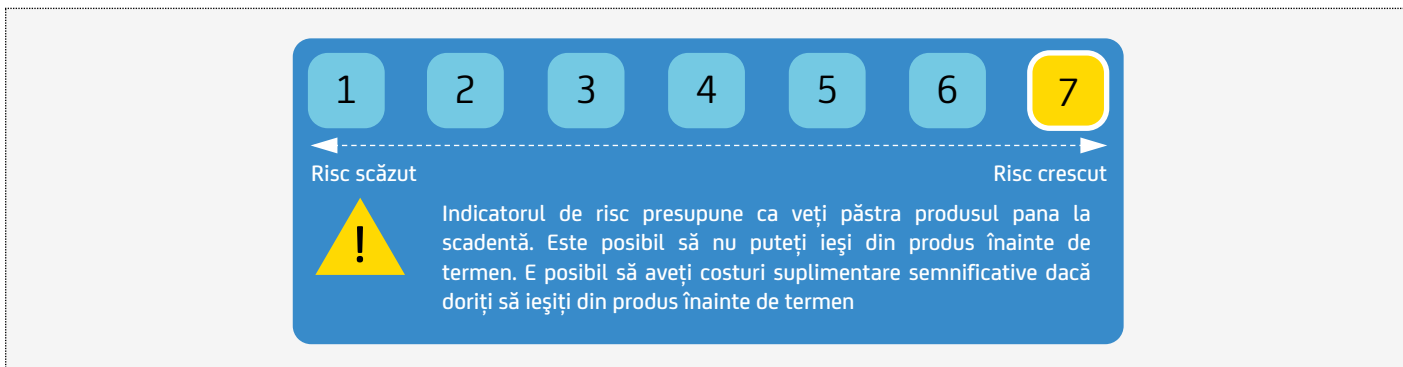 1 2 3 4 5 6 7
Risc scăzut Risc crescut
!
Indicatorul de risc presupune ca veți păstra produsul pana la
scadentă. Este posibil să nu puteți ieşi din produs înainte de
termen. E posibil să aveți costuri suplimentare semnificative dacă
doriți să ieşiți din produs înainte de termen